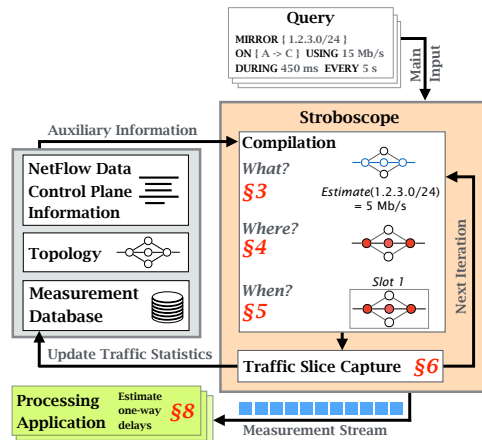 Query
MIRROR { 1.2.3.0/24 }
ON { A -> C } USING 15 Mb/s
DURING 450 ms EVERY 5 s
Main
Input
Stroboscope
Auxiliary Information
Compilation
What?
§3
Estimate(1.2.3.0/24)
= 5 Mb/s
Where?
§4
When?
§5
Slot 1
Next Iteration
NetFlow Data
Control Plane
Information
Topology
Measurement
Database
Update Traffic Statistics
Traffic Slice Capture §6
Processing
Application
Estimate
one-way
delays
§8
Measurement Stream